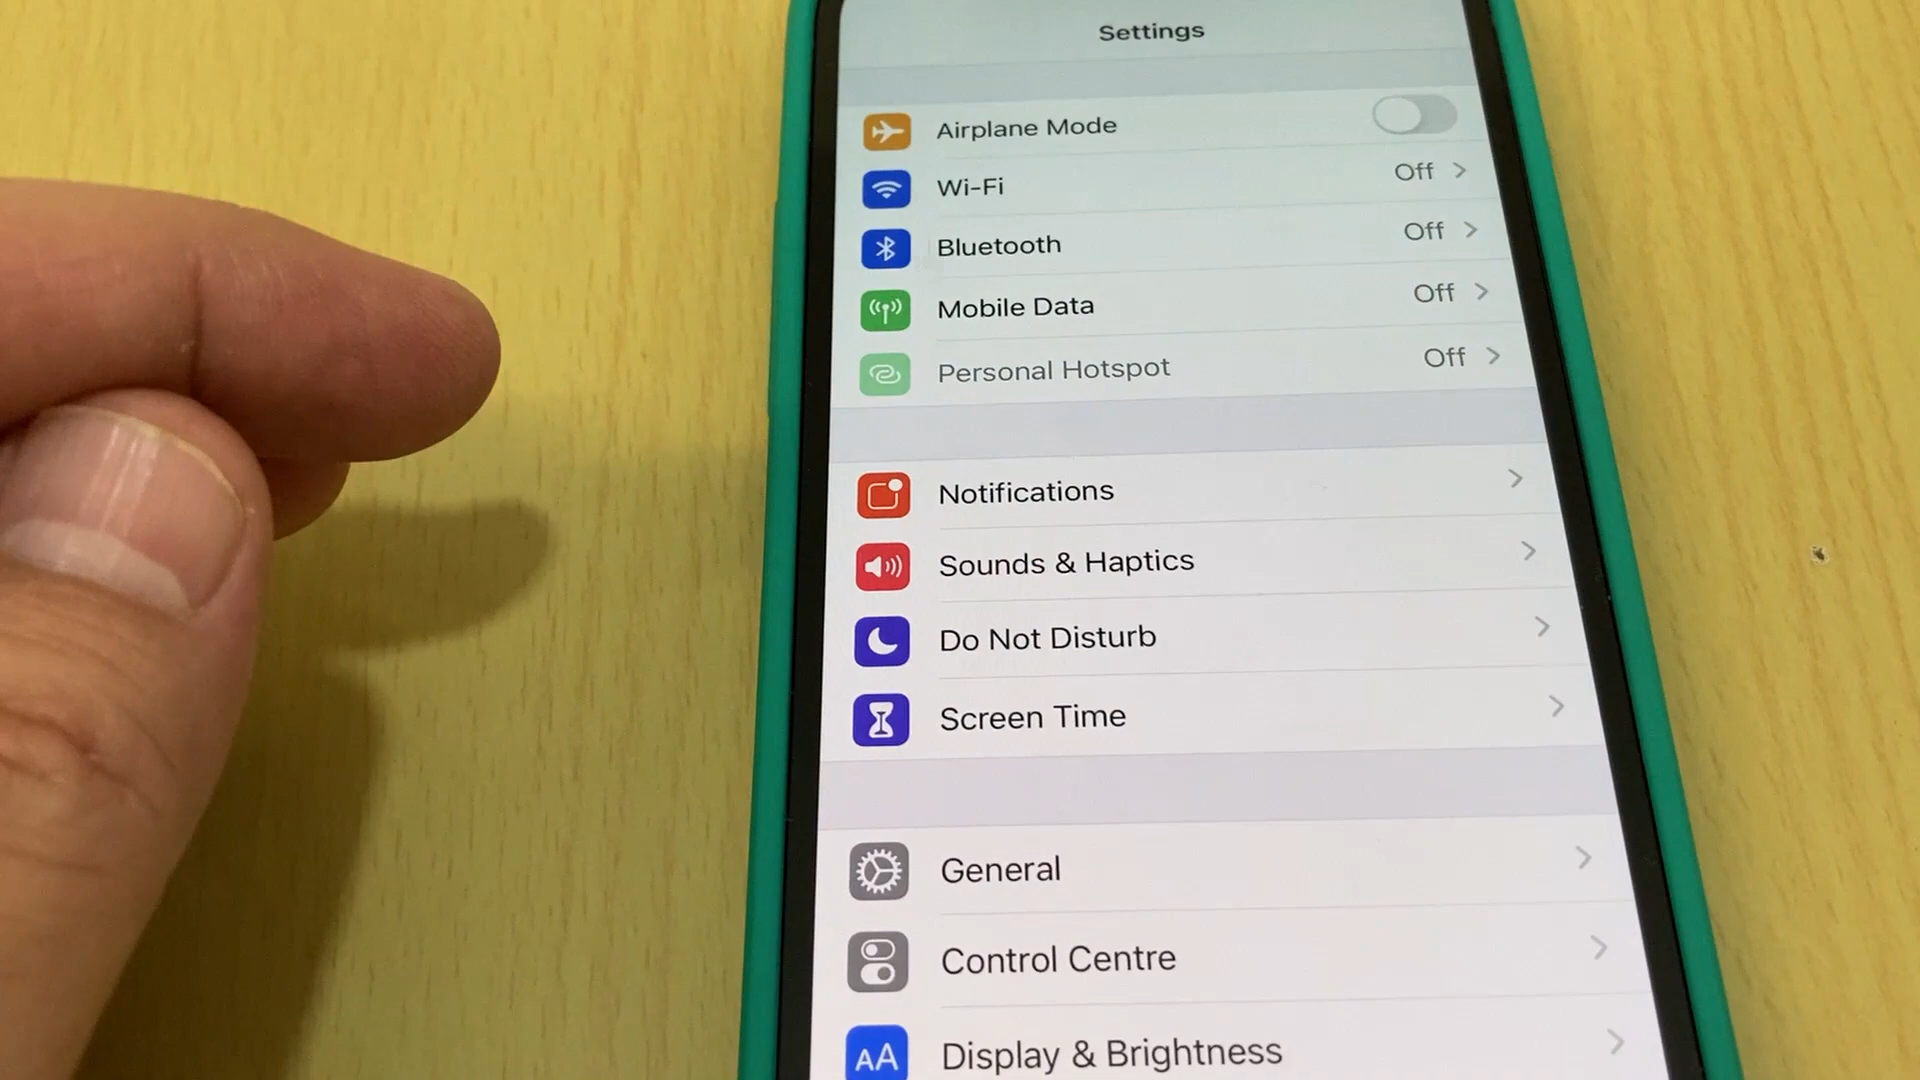 Settings
Airplane Mode
Wi-Fi Off
Bluetooth Off
Mobile Data Off
Personal Hotspot Off
Notifications
Sounds & Haptics
Do Not Disturb
Screen Time
General
Control Centre
AA Display & Brightness